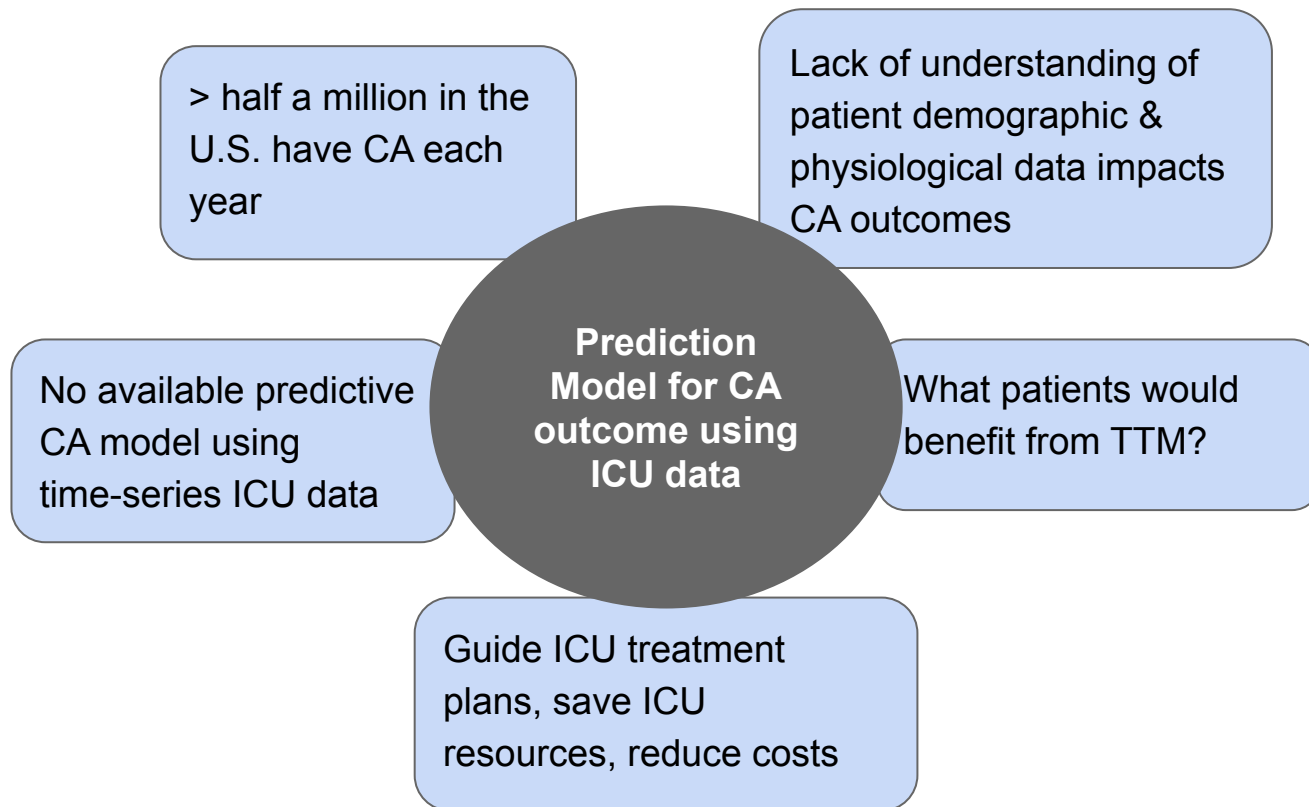 > half a million in the
U.S. have CA each
year
Lack of understanding of
patient demographic &
physiological data impacts
CA outcomes
Prediction
Model for CA
outcome using
ICU data
No available predictive
CA model using
time-series ICU data
What patients would
benefit from TTM?
Guide ICU treatment
plans, save ICU
resources, reduce costs